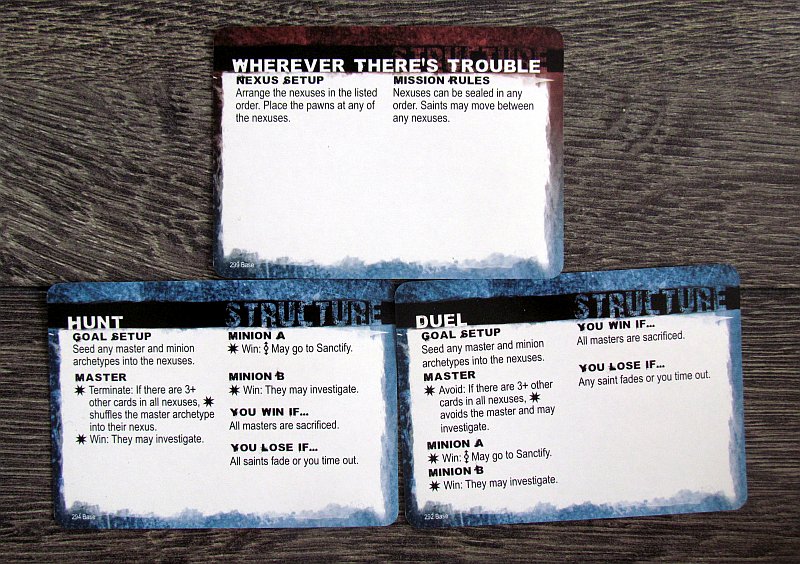 STRUCTURE
WHEREVER THERE'S TROUBLE
NEXUS SETUP
Arrange the nexuses in the listed
order. Place the pawns at any of
the nexuses.
MISSION RULES
Nexuses can be sealed in any
order. Saints may move between
any nexuses.
299 Base
STRUCTURE
HUNT
GOAL SETUP
Seed any master and minion
archetypes into the nexuses.
MASTER
Terminate: If there are 3+
other cards in all nexuses,
shuffles the master archetype
into their nexus.
Win: They may investigate.
MINION A
Win: May go to Sanctify.
MINION B
Win: They may investigate.
YOU WIN IF...
All masters are sacrificed.
YOU LOSE IF...
All saints fade or you time out.
294 Base
STRUCTURE
DUEL
GOAL SETUP
Seed any master and minion
archetypes into the nexuses.
MASTER
Avoid: If there are 3+ other
cards in all nexuses,
avoids the master and may
investigate.
MINION A
Win: May go to Sanctify.
MINION B
Win: They may investigate.
YOU WIN IF...
All masters are sacrificed.
YOU LOSE IF...
Any saint fades or you time out.
292 Base